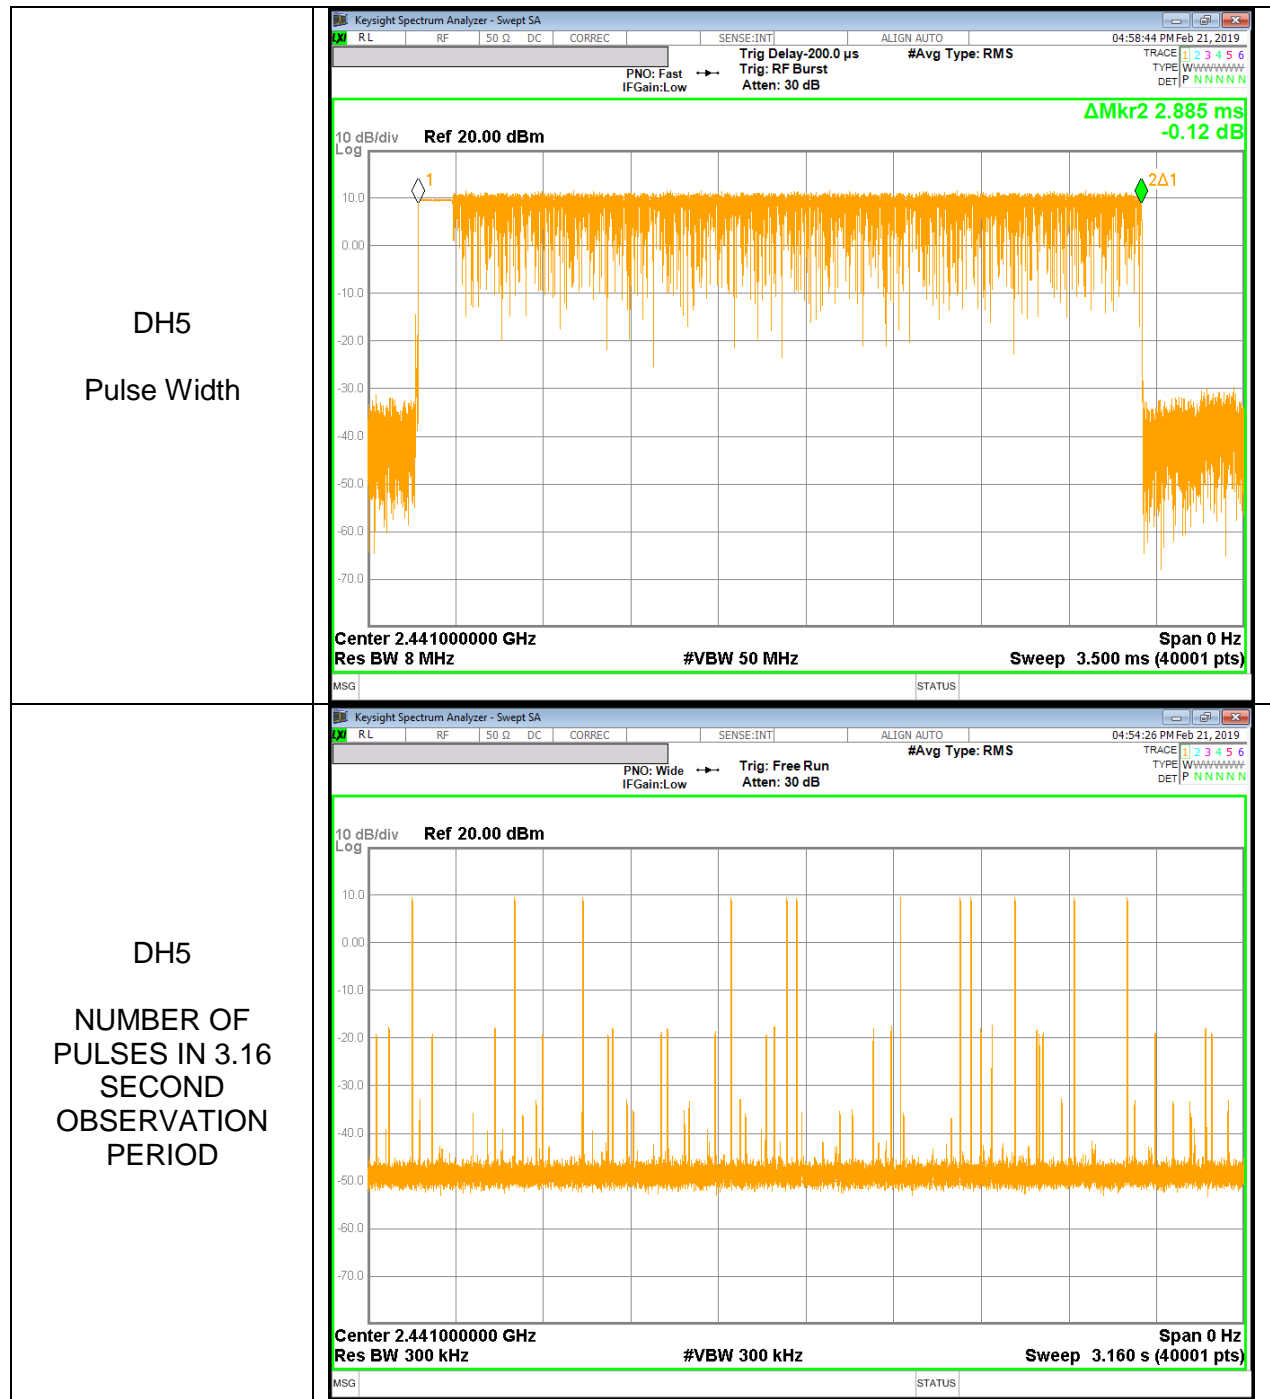 DH5
Pulse Width
Keysight Spectrum Analyzer - Swept SA
LXI RL RF 50 Ω DC CORREC SENSE:INT ALIGN AUTO 04:58:44 PM Feb 21, 2019
Trig Delay-200.0 µs #Avg Type: RMS TRACE 1 2 3 4 5 6
PNO: Fast Trig: RF Burst TYPE WWWWWW
IFGain:Low Atten: 30 dB DET P N N N N N
ΔMkr2 2.885 ms
-0.12 dB
10 dB/div Ref 20.00 dBm
Log
1
2Δ1
10.0
0.00
-10.0
-20.0
-30.0
-40.0
-50.0
-60.0
-70.0
Center 2.441000000 GHz Span 0 Hz
Res BW 8 MHz #VBW 50 MHz Sweep 3.500 ms (40001 pts)
MSG STATUS
DH5
NUMBER OF
PULSES IN 3.16
SECOND
OBSERVATION
PERIOD
Keysight Spectrum Analyzer - Swept SA
LXI RL RF 50 Ω DC CORREC SENSE:INT ALIGN AUTO 04:54:26 PM Feb 21, 2019
#Avg Type: RMS TRACE 1 2 3 4 5 6
PNO: Wide Trig: Free Run TYPE WWWWWW
IFGain:Low Atten: 30 dB DET P N N N N N
10 dB/div Ref 20.00 dBm
Log
10.0
0.00
-10.0
-20.0
-30.0
-40.0
-50.0
-60.0
-70.0
Center 2.441000000 GHz Span 0 Hz
Res BW 300 kHz #VBW 300 kHz Sweep 3.160 s (40001 pts)
MSG STATUS